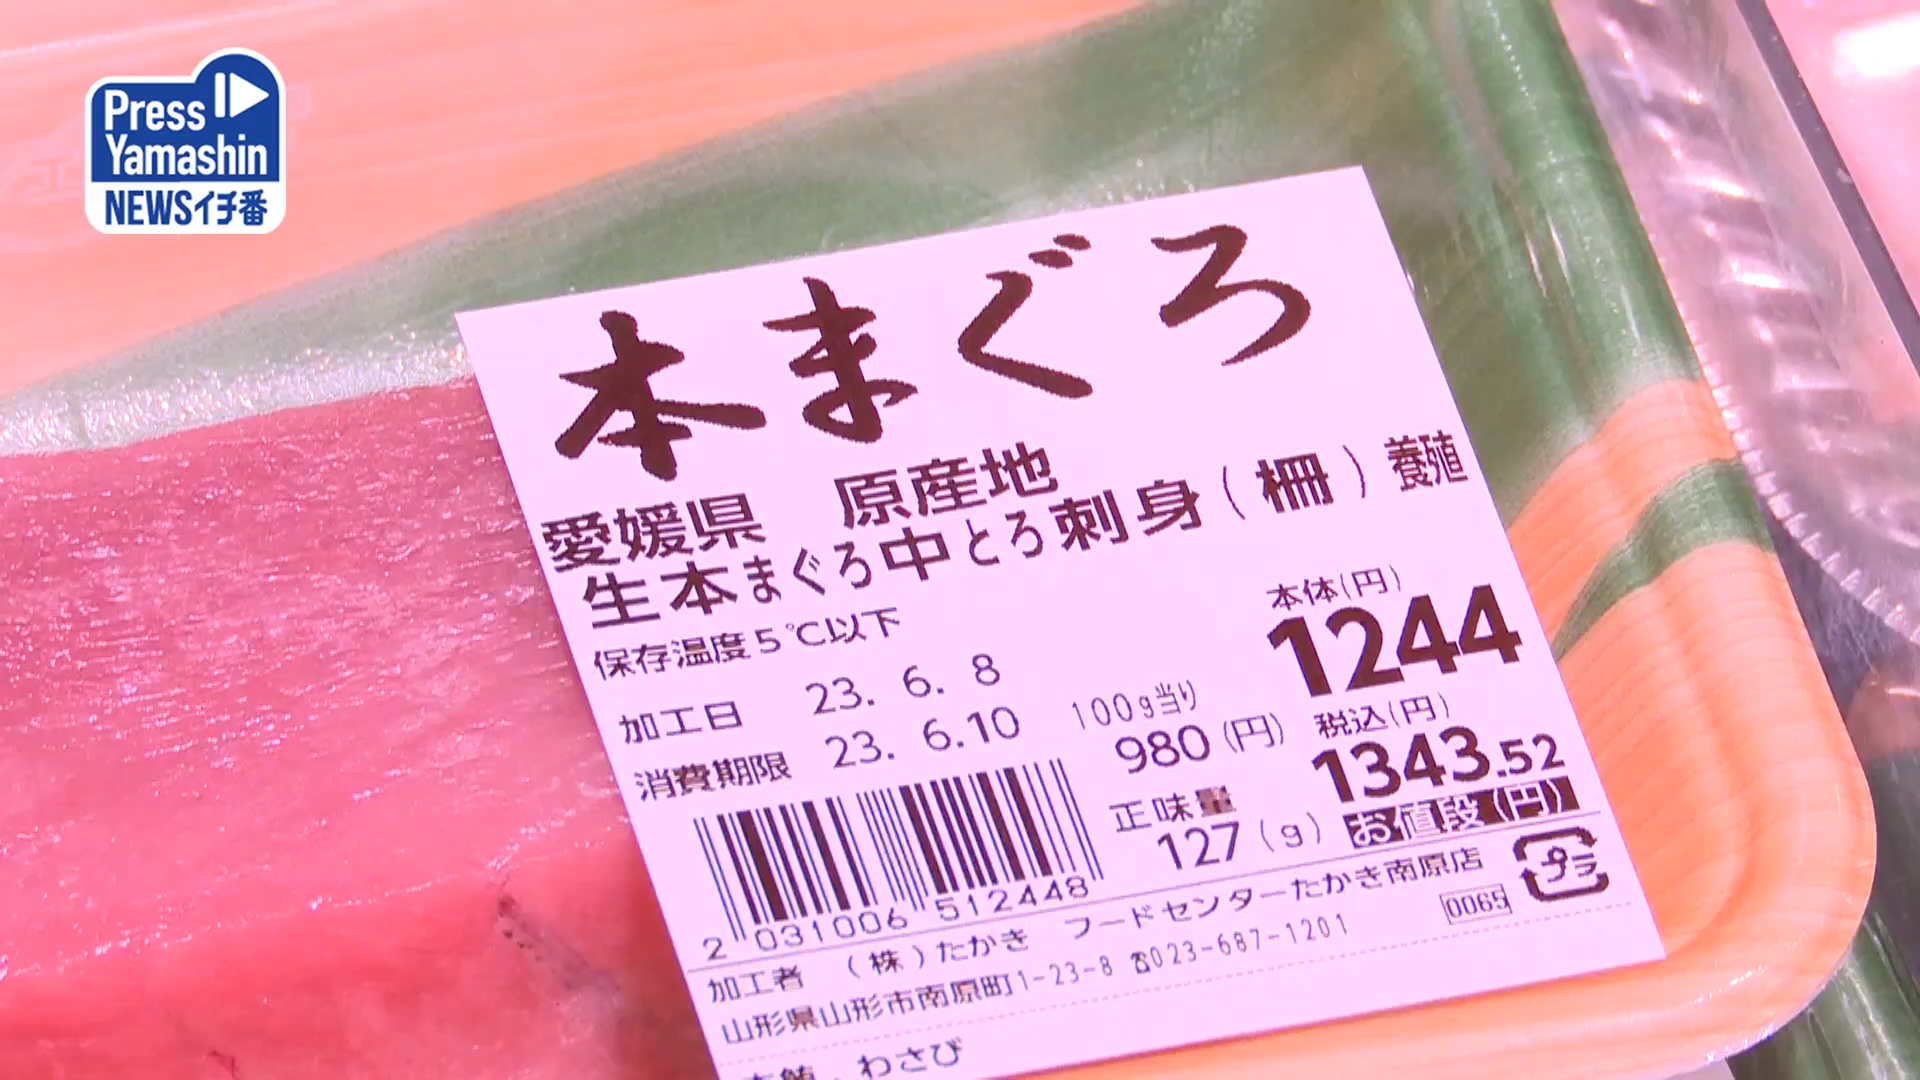 Press
Yamashin
NEWSイチ番
本まぐろ
愛媛県 原産地
生本まぐろ中とろ刺身(柵)養殖
保存温度5℃以下
本体(円)
1244
加工日 23. 6. 8
消費期限 23. 6.10
100g当り
980(円)
税込(円)
1343.52
お値段(円)
正味量
127(g)
2 031006 512448
プラ
加工者 (株)たかき フードセンターたかき南原店
0065
山形県山形市南原町1-23-8 ☎023-687-1201
わさび